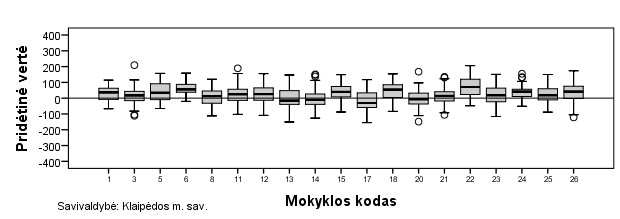 Pridėtinė vertė
400
300
200
100
0
-100
-200
-300
-400
1 3 5 6 8 11 12 13 14 15 17 18 20 21 22 23 24 25 26
Mokyklos kodas
Savivaldybė: Klaipėdos m. sav.